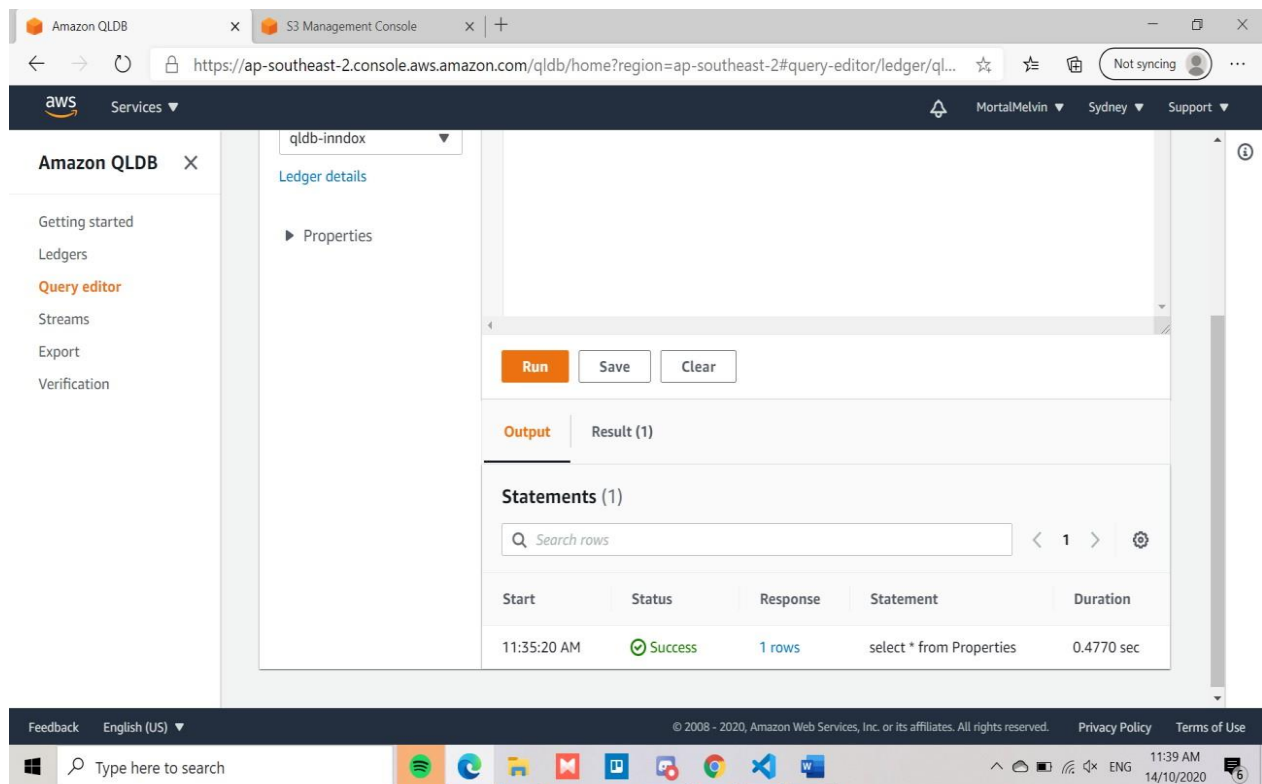 Amazon QLDB
S3 Management Console
https://ap-southeast-2.console.aws.amazon.com/qldb/home?region=ap-southeast-2#query-editor/ledger/ql...
Not syncing
aws
Services
MortalMelvin
Sydney
Support
Amazon QLDB
Getting started
Ledgers
Query editor
Streams
Export
Verification
qldb-inndox
Ledger details
Properties
Run
Save
Clear
Output
Result (1)
Statements (1)
Search rows
1
Start Status Response Statement Duration
11:35:20 AM Success 1 rows select * from Properties 0.4770 sec
Feedback
English (US)
© 2008 - 2020, Amazon Web Services, Inc. or its affiliates. All rights reserved.
Privacy Policy
Terms of Use
Type here to search
ENG
11:39 AM
14/10/2020
6